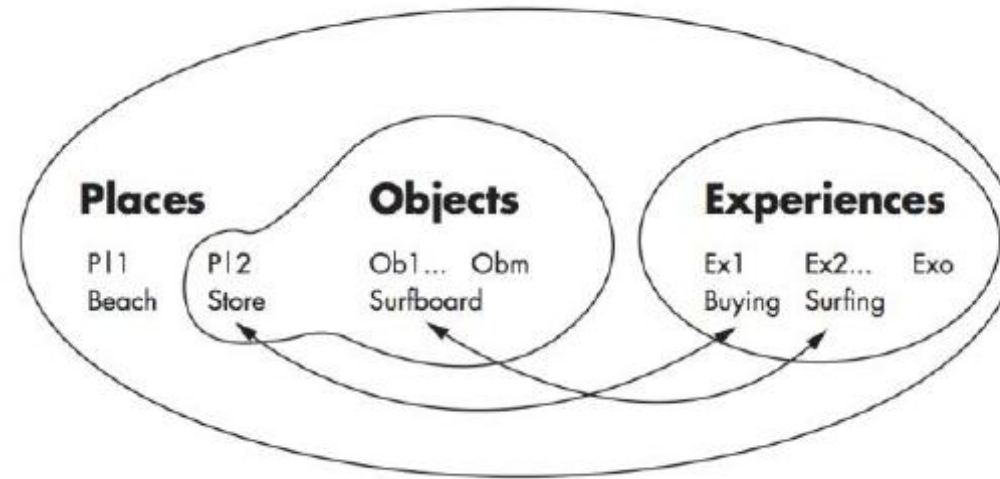 Places Objects Experiences
Pl1 Pl2 Ob1... Obm Ex1 Ex2... Exo
Beach Store Surfboard Buying Surfing